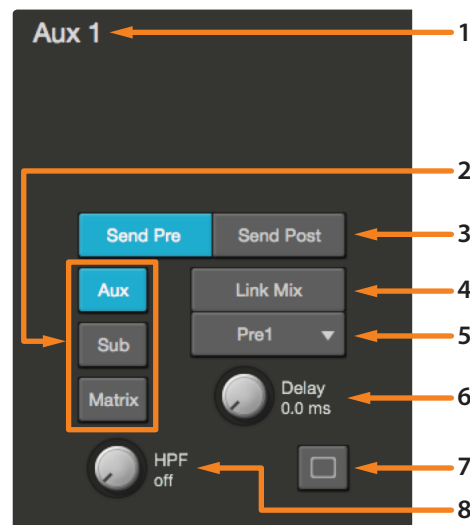 Aux 1
1
2
Send Pre
Send Post
3
Aux
Link Mix
4
Sub
Pre1
5
Matrix
Delay
0.0 ms
6
HPF
off
7
8